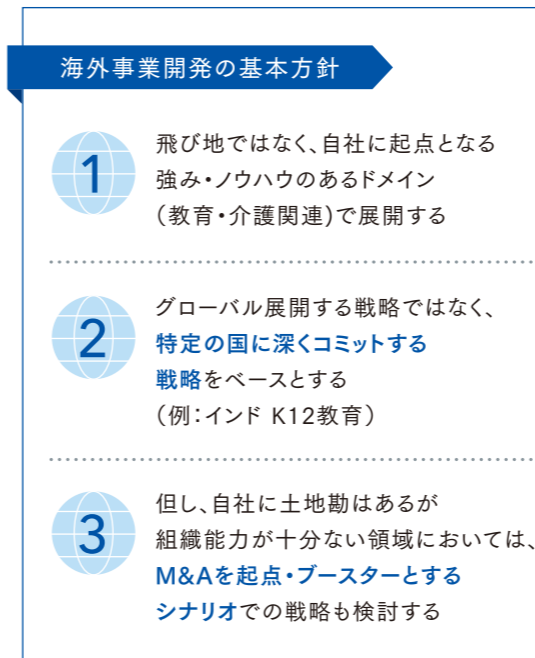 海外事業開発の基本方針
1
飛び地ではなく、自社に起点となる
強み・ノウハウのあるドメイン
(教育・介護関連)で展開する
2
グローバル展開する戦略ではなく、
特定の国に深くコミットする
戦略をベースとする
(例:インド K12教育)
3
但し、自社に土地勘はあるが
組織能力が十分ない領域においては、
M&Aを起点・ブースターとする
シナリオでの戦略も検討する